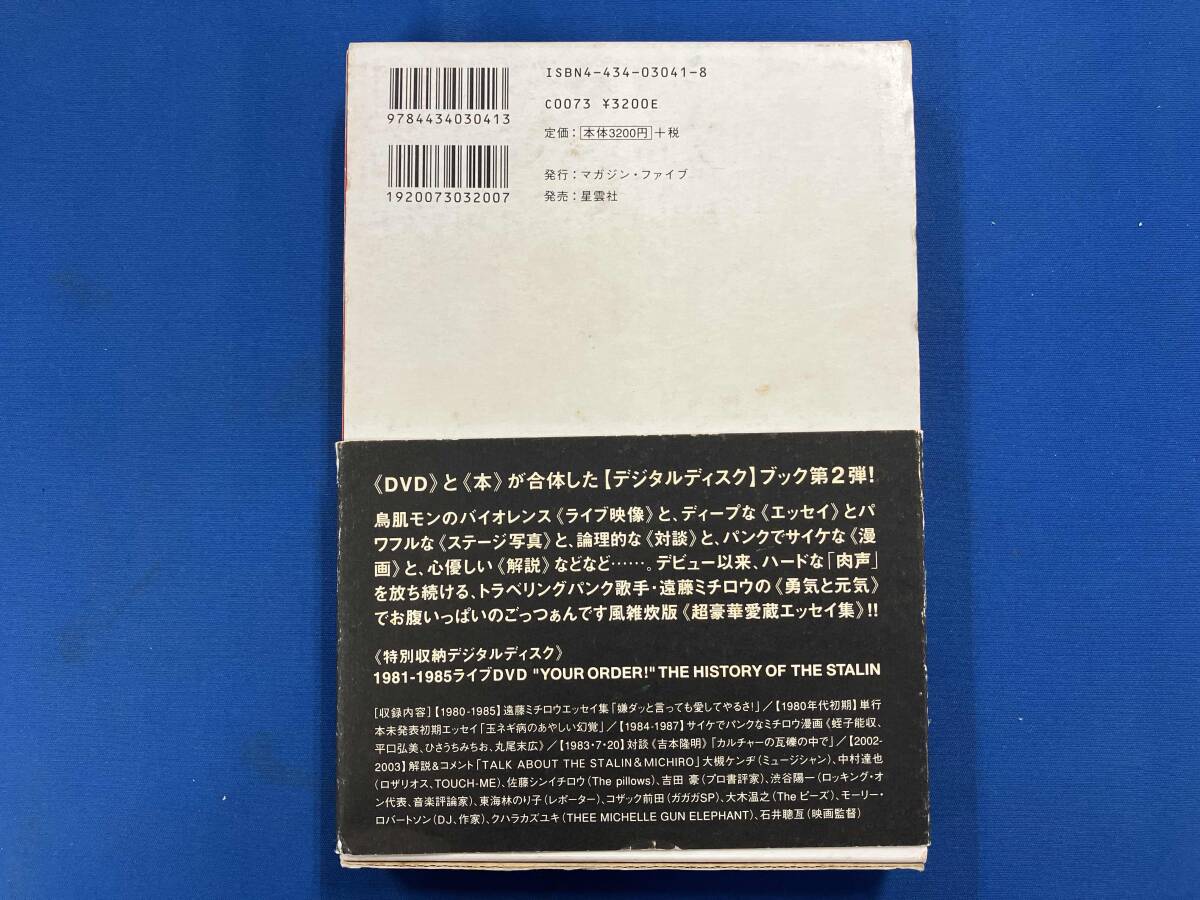 ISBN4-434-03041-8
C0073 ¥3200E
9784434030413
定価：本体3200円＋税
発行：マガジン・ファイブ
1920073032007
発売：星雲社
《DVD》と《本》が合体した【デジタルディスク】ブック第2弾！
鳥肌モンのバイオレンス《ライブ映像》と、ディープな《エッセイ》とパ
ワフルな《ステージ写真》と、論理的な《対談》と、パンクでサイケな《漫
画》と、心優しい《解説》などなど……。デビュー以来、ハードな「肉声」
を放ち続ける、トラベリングパンク歌手・遠藤ミチロウの《勇気と元気》
でお腹いっぱいのごっつぁんです風雑炊版《超豪華愛蔵エッセイ集》!!
《特別収納デジタルディスク》
1981-1985ライブDVD "YOUR ORDER!" THE HISTORY OF THE STALIN
[収録内容]【1980-1985】遠藤ミチロウエッセイ集「嫌ダッと言っても愛してやるさ！」／【1980年代初期】単行
本未発表初期エッセイ「玉ネギ病のあやしい幻覚」／【1984-1987】サイケでパンクなミチロウ漫画《蛭子能収、
平口弘美、ひさうちみちお、丸尾末広》／【1983・7・20】対談《吉本隆明》「カルチャーの瓦礫の中で」／【2002-
2003】解説＆コメント「TALK ABOUT THE STALIN＆MICHIRO」大槻ケンヂ（ミュージシャン）、中村達也
（ロザリオス、TOUCH-ME）、佐藤シンイチロウ（The pillows）、吉田 豪（プロ書評家）、渋谷陽一（ロッキング・オ
ン代表、音楽評論家）、東海林のり子（レポーター）、コザック前田（ガガガSP）、大木温之（The ピーズ）、モーリー・
ロバートソン（DJ、作家）、クハラカズユキ（THEE MICHELLE GUN ELEPHANT）、石井聰亙（映画監督）